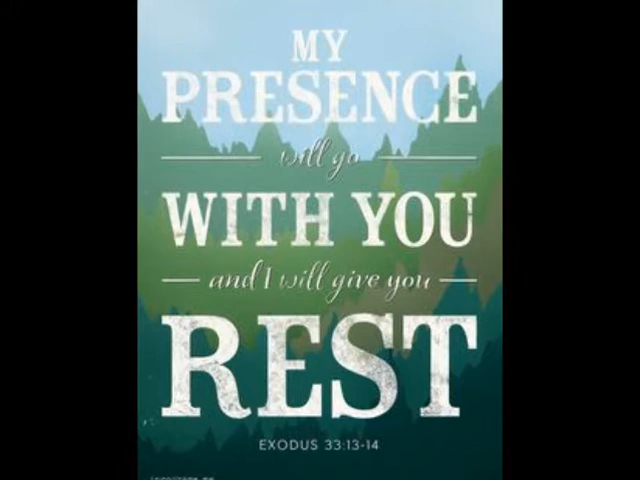 MY
PRESENCE
will go
WITH YOU
and I will give you
REST
EXODUS 33:13-14